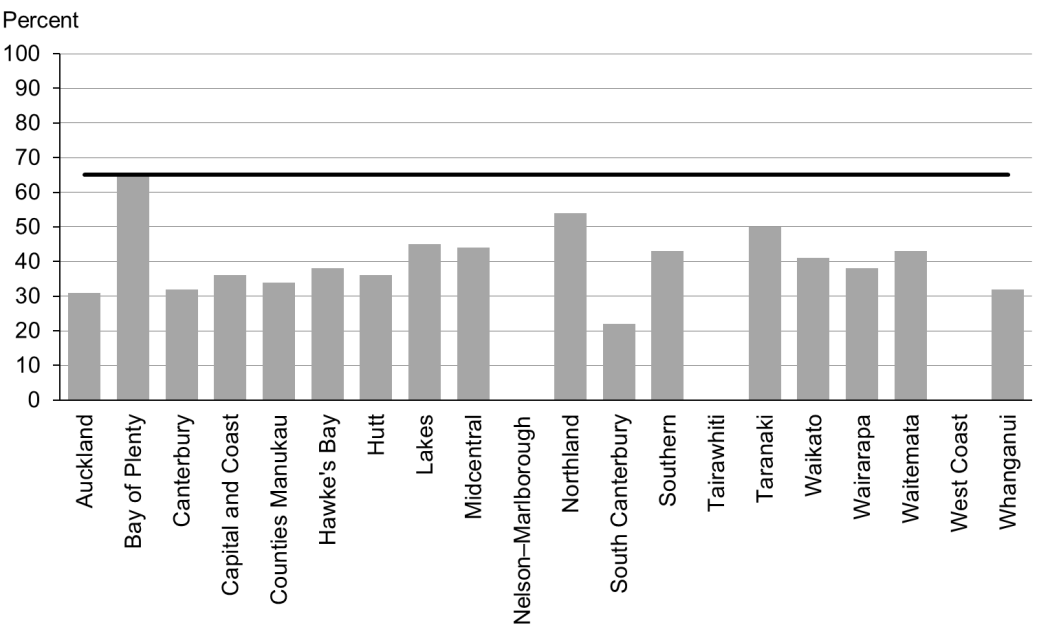 Percent
100
90
80
70
60
50
40
30
20
10
0
Auckland
Bay of Plenty
Canterbury
Capital and Coast
Counties Manukau
Hawke's Bay
Hutt
Lakes
Midcentral
Nelson–Marlborough
Northland
South Canterbury
Southern
Tairawhiti
Taranaki
Waikato
Wairarapa
Waitemata
West Coast
Whanganui